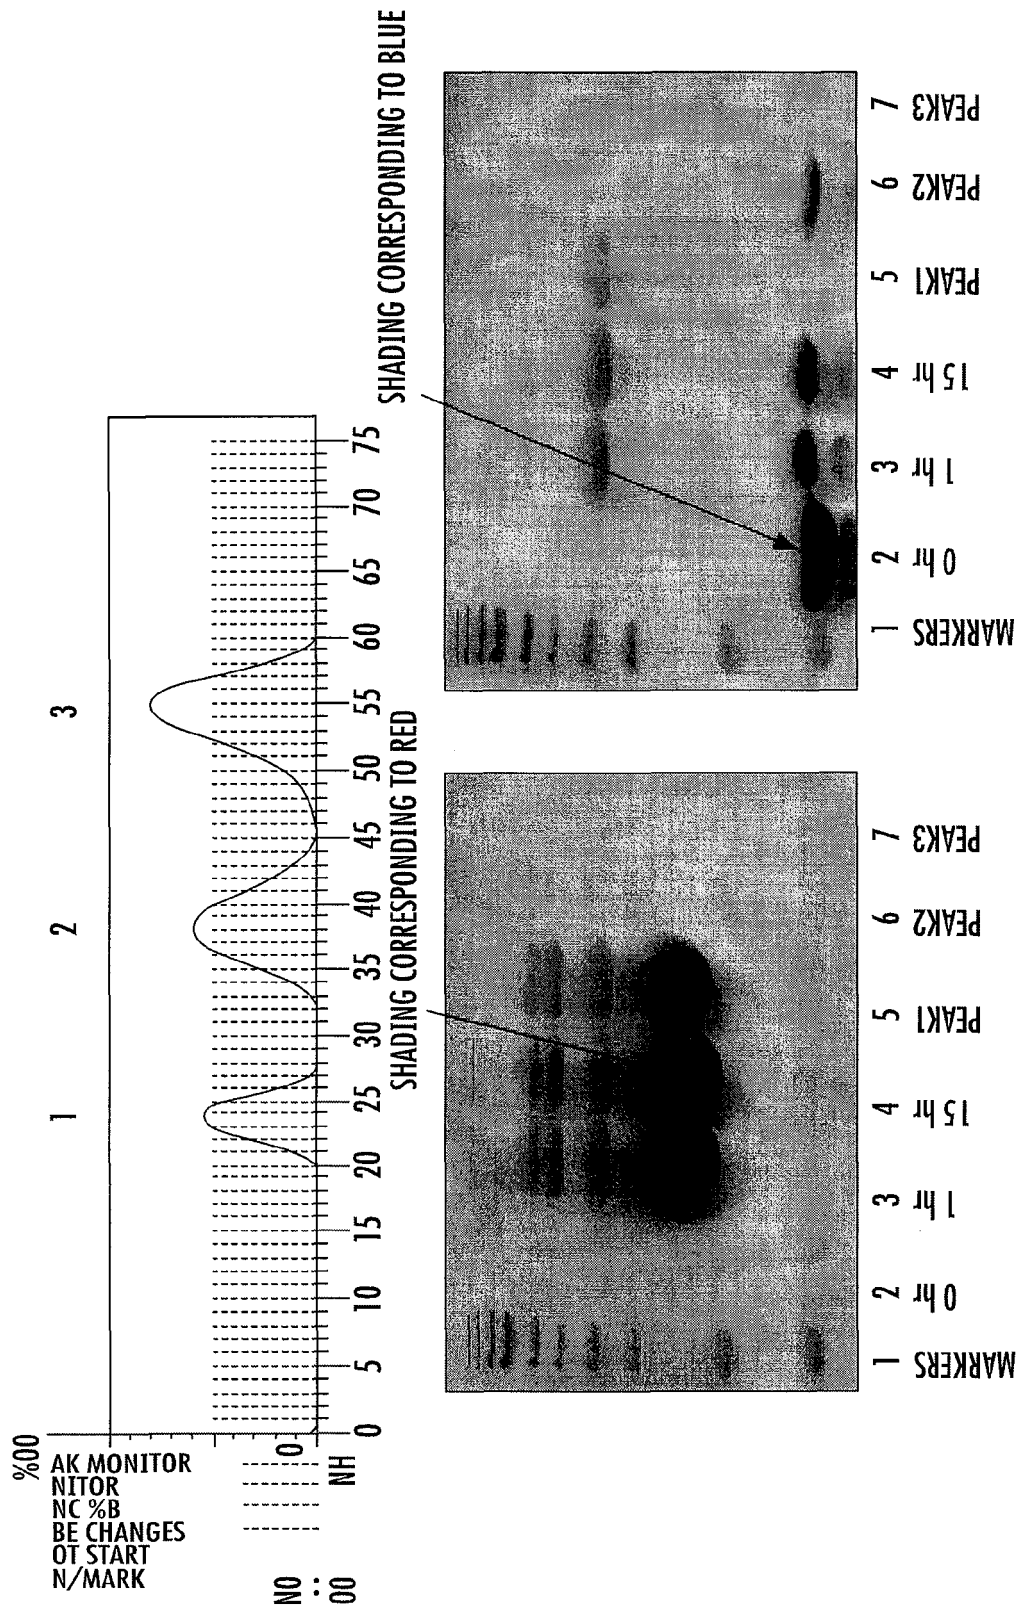 %00
AK MONITOR
NITOR
NC %B
BE CHANGES
OT START
N/MARK
NO :
00
0
NH
1 2 3
0 5 10 15 20 25 30 35 40 45 50 55 60 65 70 75
SHADING CORRESPONDING TO RED
1 2 3 4 5 6 7
MARKERS 0 hr 1 hr 15 hr PEAK1 PEAK2 PEAK3
SHADING CORRESPONDING TO BLUE
1 2 3 4 5 6 7
MARKERS 0 hr 1 hr 15 hr PEAK1 PEAK2 PEAK3